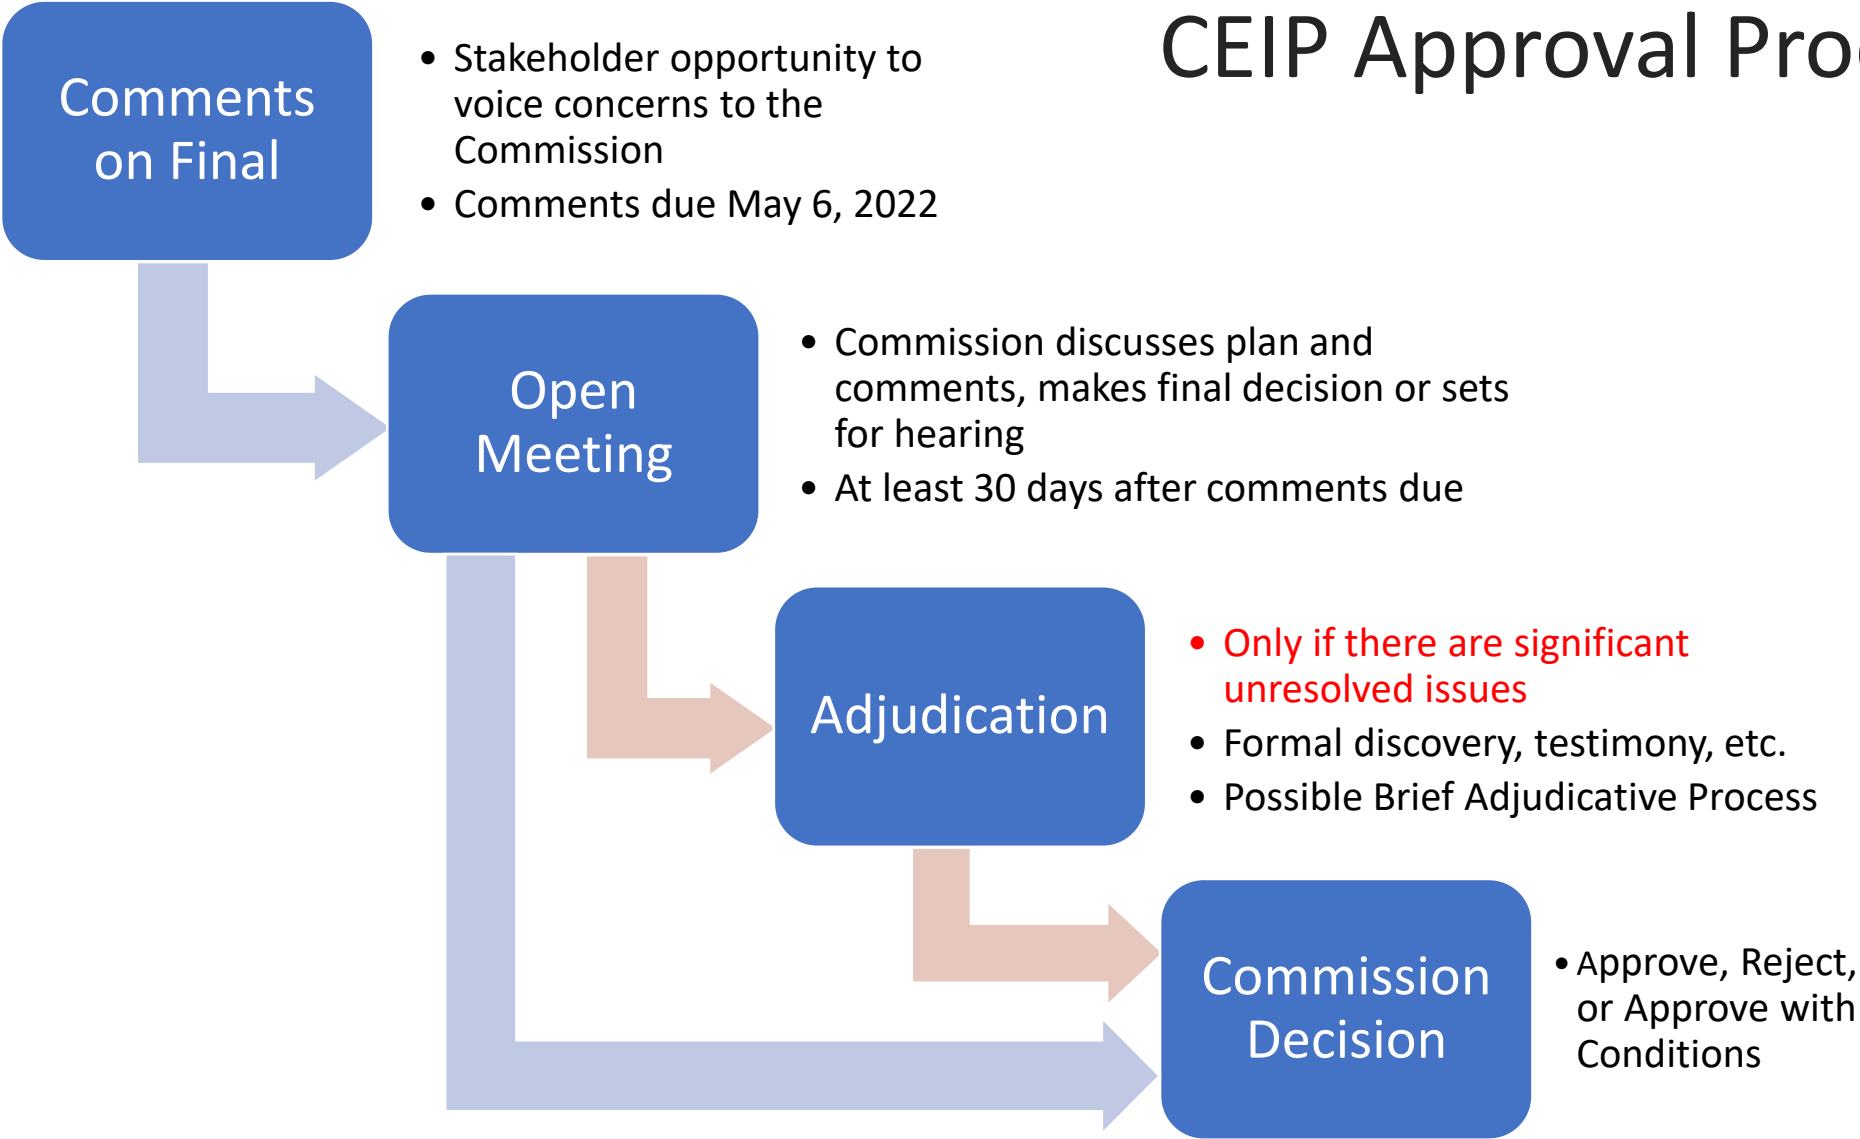 CEIP Approval
Comments
on Final
• Stakeholder opportunity to
voice concerns to the
Commission
• Comments due May 6, 2022
Open
Meeting
• Commission discusses plan and
comments, makes final decision or sets
for hearing
• At least 30 days after comments due
Adjudication
• Only if there are significant
unresolved issues
• Formal discovery, testimony, etc.
• Possible Brief Adjudicative Process
Commission
Decision
• Approve, Reject,
or Approve with
Conditions